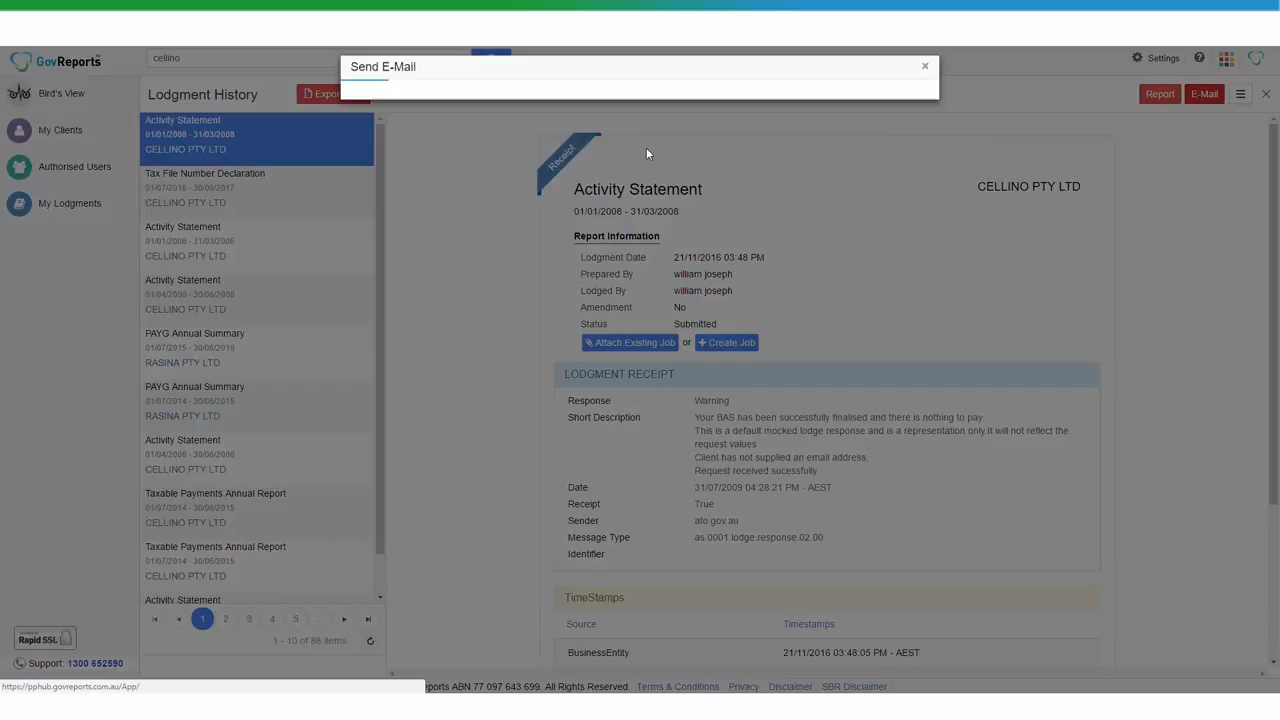 cellino
Send E-Mail
×
GovReports
Settings
Bird's View
Lodgment History
Expor
Report
E-Mail
My Clients
Authorised Users
My Lodgments
Activity Statement
01/01/2008 - 31/03/2008
CELLINO PTY LTD
Tax File Number Declaration
01/07/2016 - 30/06/2017
CELLINO PTY LTD
Activity Statement
01/01/2006 - 31/03/2006
CELLINO PTY LTD
Activity Statement
01/04/2006 - 30/06/2006
CELLINO PTY LTD
PAYG Annual Summary
01/07/2015 - 30/06/2016
RASINA PTY LTD
PAYG Annual Summary
01/07/2014 - 30/06/2015
RASINA PTY LTD
Activity Statement
01/04/2006 - 30/06/2006
CELLINO PTY LTD
Taxable Payments Annual Report
01/07/2014 - 30/06/2015
CELLINO PTY LTD
Taxable Payments Annual Report
01/07/2014 - 30/06/2015
CELLINO PTY LTD
Activity Statement
1 2 3 4 5 ...
1 - 10 of 88 items
Receipt
Activity Statement
CELLINO PTY LTD
01/01/2008 - 31/03/2008
Report Information
Lodgment Date 21/11/2016 03:48 PM
Prepared By william joseph
Lodged By william joseph
Amendment No
Status Submitted
Attach Existing Job or Create Job
LODGMENT RECEIPT
Response Warning
Short Description Your BAS has been successfully finalised and there is nothing to pay.
This is a default mocked lodge response and is a representation only.It will not reflect the
request values
Client has not supplied an email address.
Request received sucessfully
Date 31/07/2009 04:28:21 PM - AEST
Receipt True
Sender ato.gov.au
Message Type as.0001.lodge.response.02.00
Identifier
TimeStamps
Source Timestamps
BusinessEntity 21/11/2016 03:48:05 PM - AEST
Rapid SSL
Support: 1300 652590
https://pphub.govreports.com.au/App/
eports ABN 77 097 643 699. All Rights Reserved. Terms & Conditions Privacy Disclaimer SBR Disclaimer